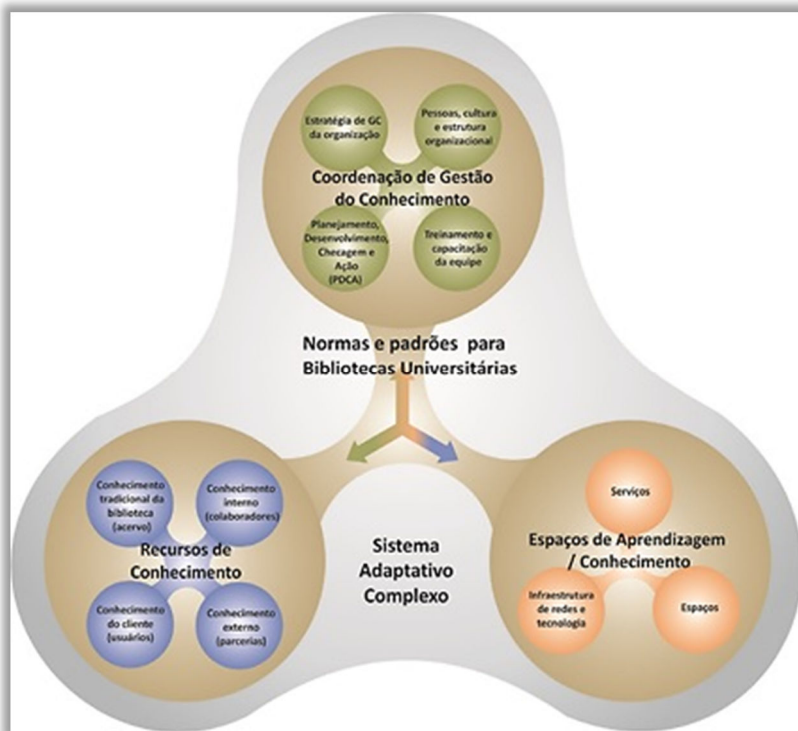 Estratégia de GC
da organização
Pessoas, cultura
e estrutura
organizacional
Coordenação de Gestão
do Conhecimento
Planejamento,
Desenvolvimento,
Checagem e
Ação
(PDCA)
Treinamento e
capacitação
da equipe
Normas e padrões para
Bibliotecas Universitárias
Conhecimento
tradicional da
biblioteca
(acervo)
Conhecimento
interno
(colaboradores)
Recursos de
Conhecimento
Conhecimento
do cliente
(usuários)
Conhecimento
externo
(parcerias)
Sistema
Adaptativo
Complexo
Serviços
Espaços de Aprendizagem
/ Conhecimento
Infraestrutura
de redes e
tecnologia
Espaços